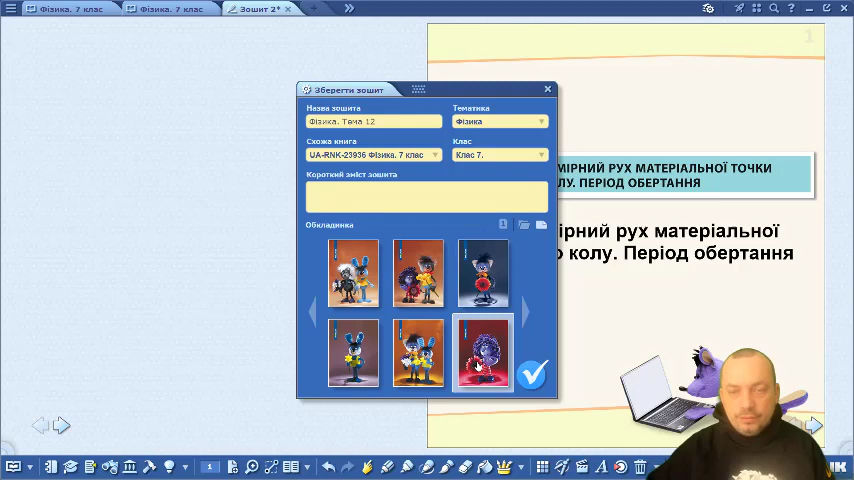 Фізика. 7 клас
Фізика. 7 клас
Зошит 2*
1
Зберегти зошит
Назва зошита
Тематика
Фізика. Тема 12
Фізика
Схожа книга
Клас
UA-RNK-23936 Фізика. 7 клас
Клас 7.
Короткий зміст зошита
Обкладинка
МІРНИЙ РУХ МАТЕРІАЛЬНОЇ ТОЧКИ
ЛУ. ПЕРІОД ОБЕРТАННЯ
ірний рух матеріальної
о колу. Період обертання
1